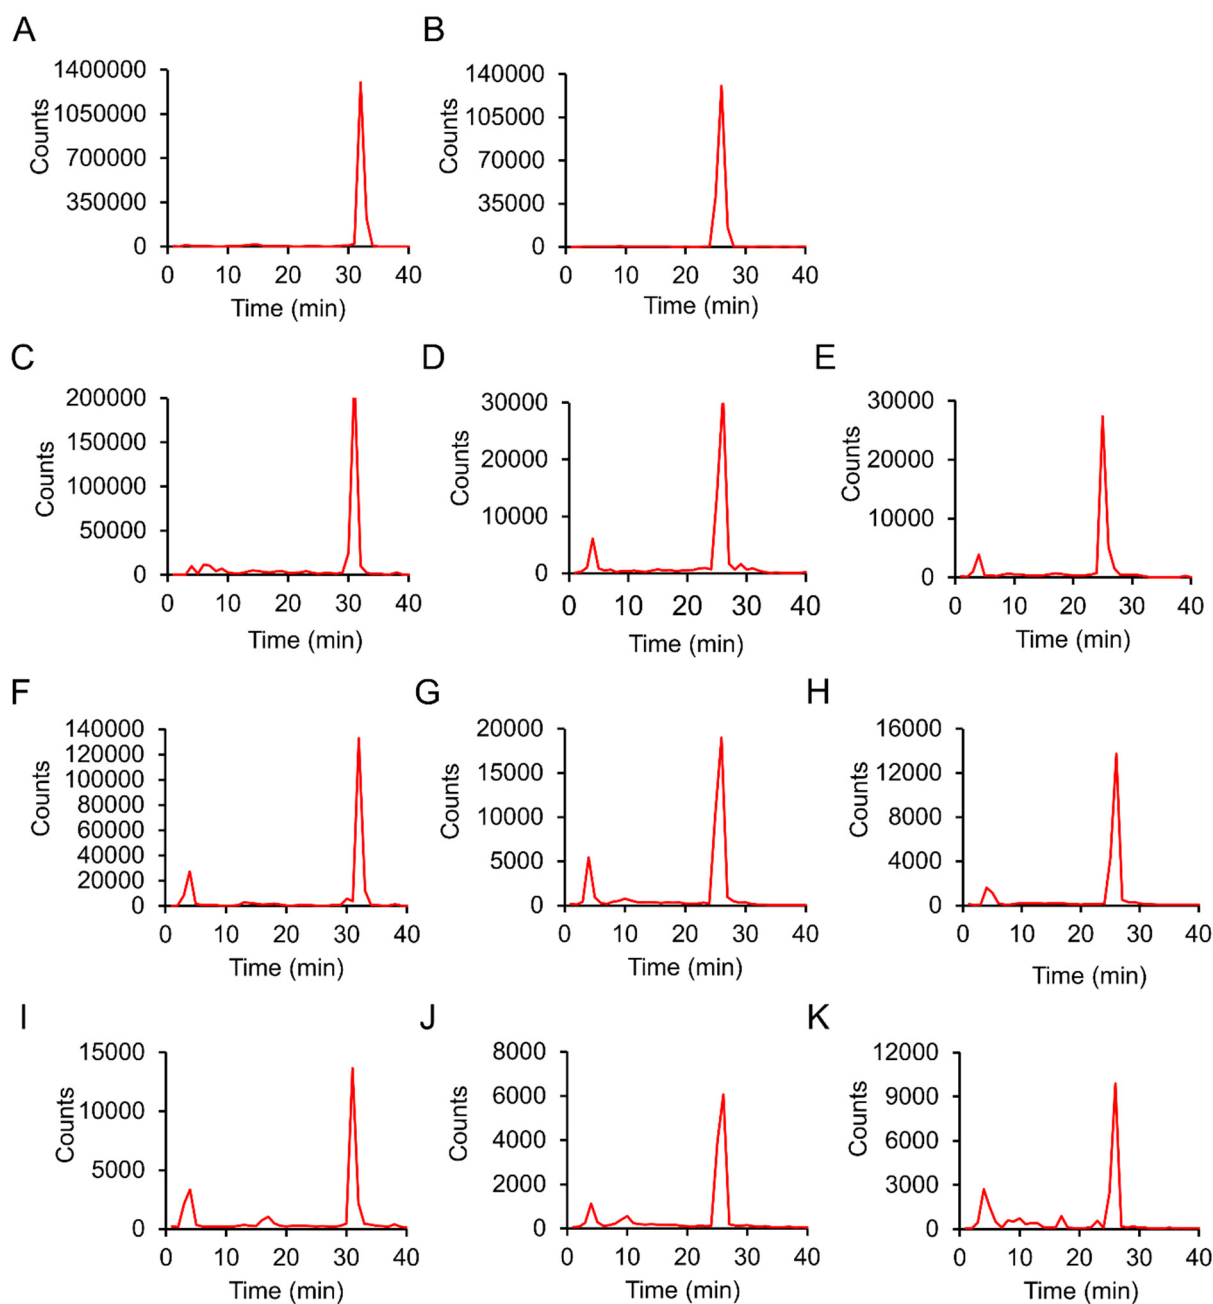 A
Counts
1400000
1050000
700000
350000
0
0 10 20 30 40
Time (min)
B
Counts
140000
105000
70000
35000
0
0 10 20 30 40
Time (min)
C
Counts
200000
150000
100000
50000
0
0 10 20 30 40
Time (min)
D
Counts
30000
20000
10000
0
0 10 20 30 40
Time (min)
E
Counts
30000
20000
10000
0
0 10 20 30 40
Time (min)
F
Counts
140000
120000
100000
80000
60000
40000
20000
0
0 10 20 30 40
Time (min)
G
Counts
20000
15000
10000
5000
0
0 10 20 30 40
Time (min)
H
Counts
16000
12000
8000
4000
0
0 10 20 30 40
Time (min)
I
Counts
15000
10000
5000
0
0 10 20 30 40
Time (min)
J
Counts
8000
6000
4000
2000
0
0 10 20 30 40
Time (min)
K
Counts
12000
9000
6000
3000
0
0 10 20 30 40
Time (min)